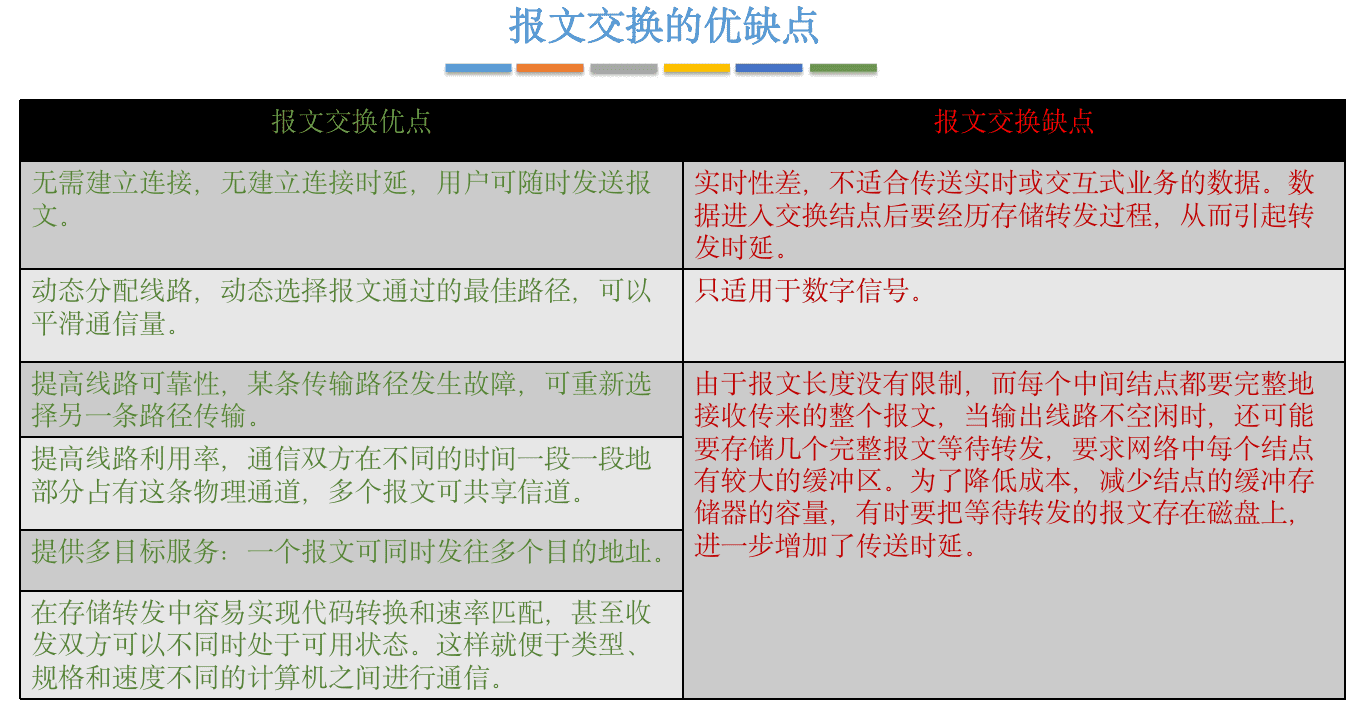 报文交换的优缺点
报文交换优点
报文交换缺点
无需建立连接，无建立连接时延，用户可随时发送报
文。
实时性差，不适合传送实时或交互式业务的数据。数
据进入交换结点后要经历存储转发过程，从而引起转
发时延。
动态分配线路，动态选择报文通过的最佳路径，可以
平滑通信量。
只适用于数字信号。
提高线路可靠性，某条传输路径发生故障，可重新选
择另一条路径传输。
提高线路利用率，通信双方在不同的时间一段一段地
部分占有这条物理通道，多个报文可共享信道。
提供多目标服务：一个报文可同时发往多个目的地址。
在存储转发中容易实现代码转换和速率匹配，甚至收
发双方可以不同时处于可用状态。这样就便于类型、
规格和速度不同的计算机之间进行通信。
由于报文长度没有限制，而每个中间结点都要完整地
接收传来的整个报文，当输出线路不空闲时，还可能
要存储几个完整报文等待转发，要求网络中每个结点
有较大的缓冲区。为了降低成本，减少结点的缓冲存
储器的容量，有时要把等待转发的报文存在磁盘上，
进一步增加了传送时延。